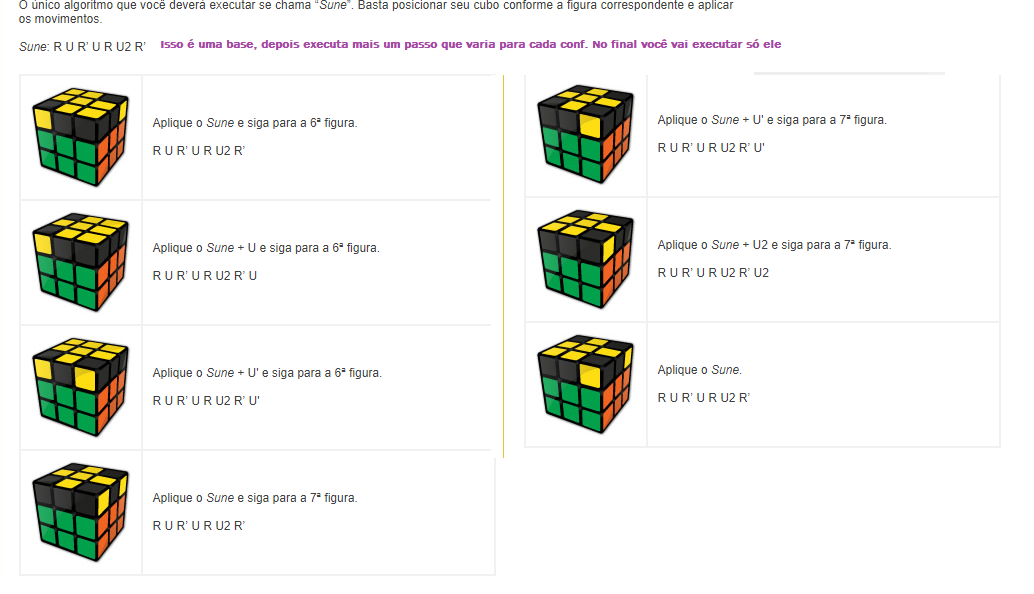 O único algoritmo que você deverá executar se chama "Sune". Basta posicionar seu cubo conforme a figura correspondente e aplicar
os movimentos.
Sune: R U R' U R U2 R' Isso é uma base, depois executa mais um passo que varia para cada conf. No final você vai executar só ele
Aplique o Sune e siga para a 6ª figura.
R U R' U R U2 R'
Aplique o Sune + U e siga para a 6ª figura.
R U R' U R U2 R' U
Aplique o Sune + U' e siga para a 6ª figura.
R U R' U R U2 R' U'
Aplique o Sune e siga para a 7ª figura.
R U R' U R U2 R'
Aplique o Sune + U' e siga para a 7ª figura.
R U R' U R U2 R' U'
Aplique o Sune + U2 e siga para a 7ª figura.
R U R' U R U2 R' U2
Aplique o Sune.
R U R' U R U2 R'